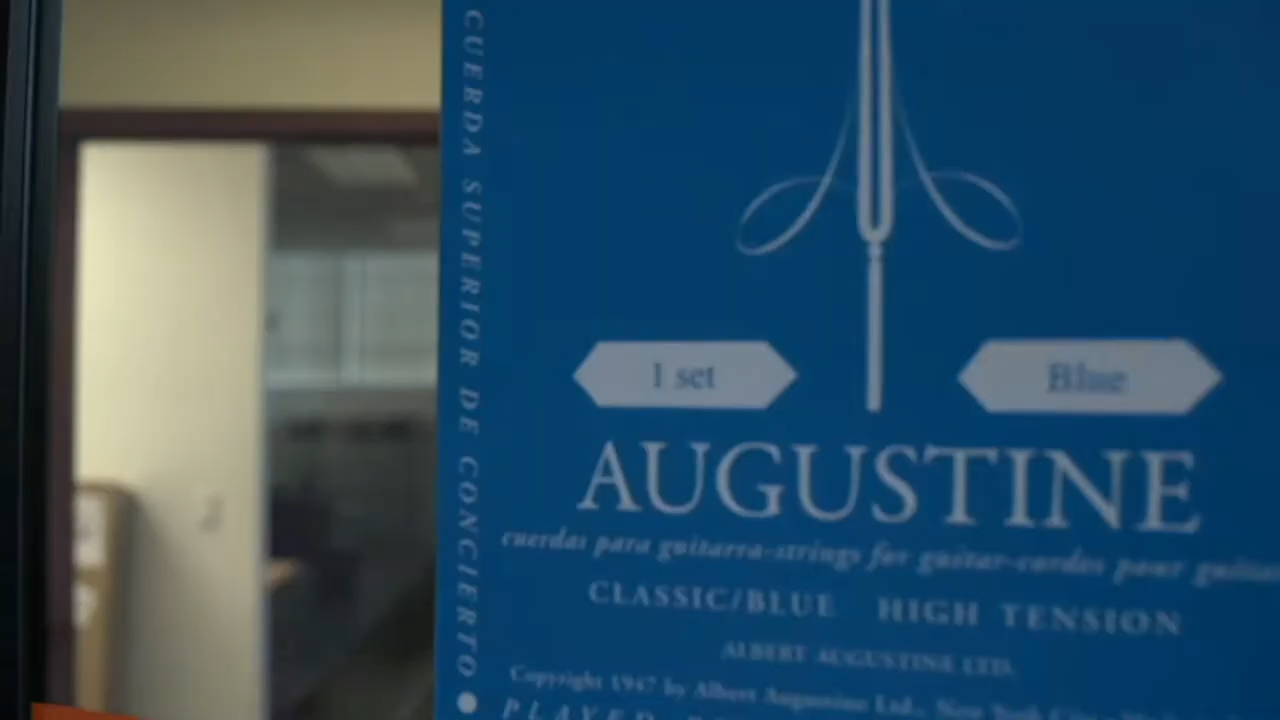 CUERDA SUPERIOR DE CONCIERTO
1 set
Blue
AUGUSTINE
cuerdas para guitarra-strings for guitar-cordes pour
CLASSIC/BLUE HIGH TENSION
ALBERT AUGUSTINE LTD.
Copyright 1947 by Albert Augustine Ltd., New York City,
PLAYED